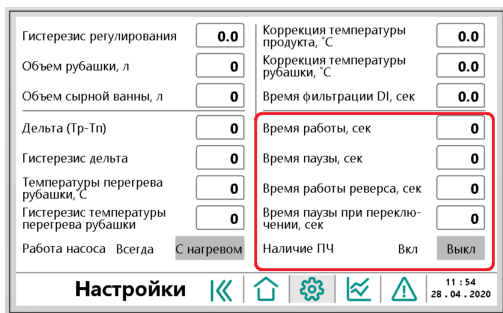 Гистерезис регулирования 0.0
Объем рубашки, л 0
Объем сырной ванны, л 0
Дельта (Тр-Тп) 0
Гистерезис дельта 0
Температуры перегрева
рубашки,°С 0
Гистерезис температуры
перегрева рубашки 0
Работа насоса Всегда С нагревом
Коррекция температуры
продукта, °С 0.0
Коррекция температуры
рубашки, °С 0.0
Время фильтрации DI, сек 0.0
Время работы, сек 0
Время паузы, сек 0
Время работы реверса, сек 0
Время паузы при переклю-
чении, сек 0
Наличие ПЧ Вкл Выкл
Настройки
11 : 54
28 . 04 . 2020